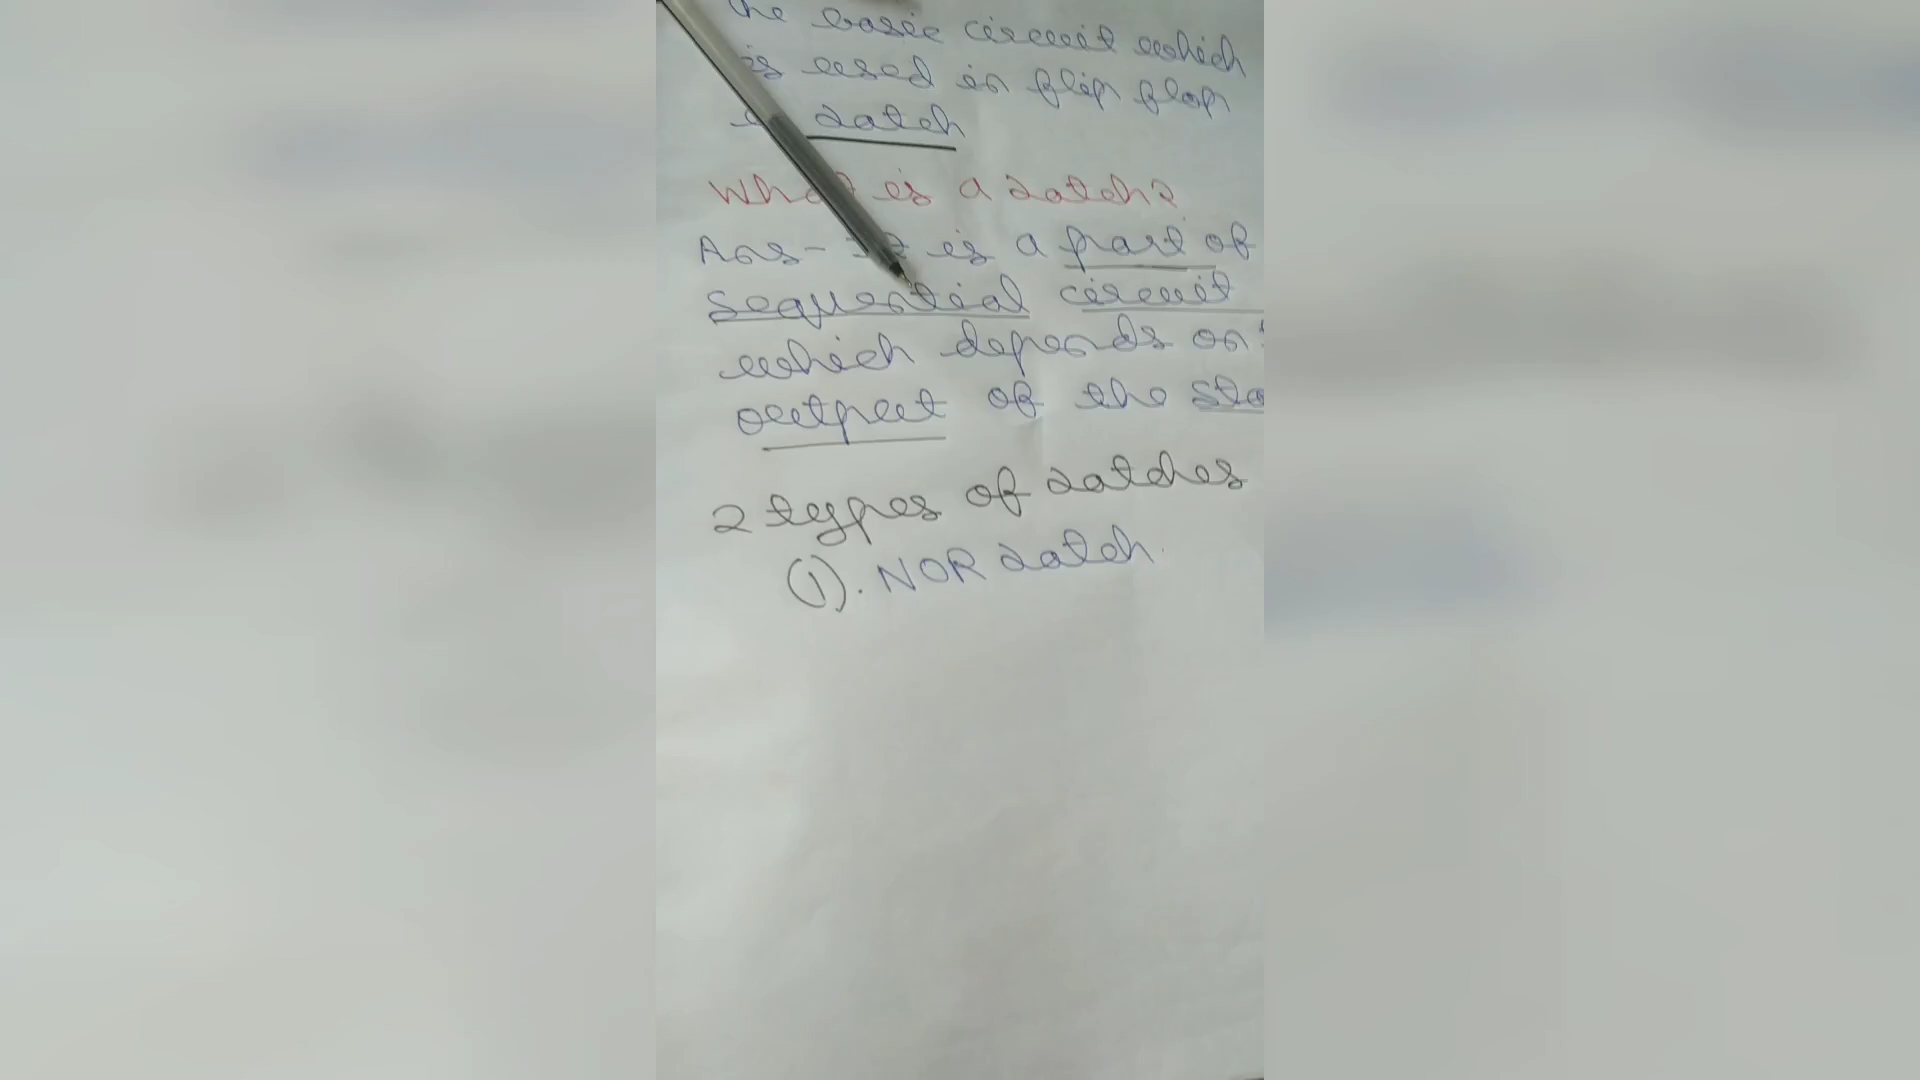 the basic circuit which
is used in flip flop
Latch
What is a Latch?
Ans- It is a part of
sequential circuit
which depends on
output of the sta
2 types of Latches
(1). NOR Latch.